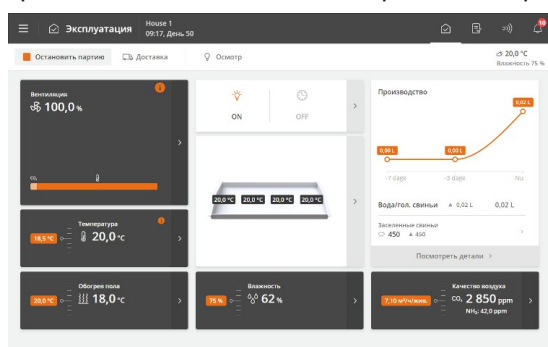 Эксплуатация
House 1
09:17, День 50
10
Остановить партию
Доставка
Осмотр
20,0 °C
Влажность 75 %
Вентиляция
100,0 %
CO₂
ON
OFF
20,0 °C 20,0 °C 20,0 °C 20,0 °C
Производство
0,02 L
0,00 L
0,00 L
-7 days
-3 days
Nu
Вода/гол. свиньи
0,02 L
0,02 L
Заселенные свиньи
450
450
Посмотреть детали
Температура
18,5 °C
20,0 °C
Обогрев пола
20,0 °C
18,0 °C
Влажность
75 %
62 %
Качество воздуха
7,10 м³/ч/жив.
CO₂ 2 850 ppm
NH₃: 42,0 ppm